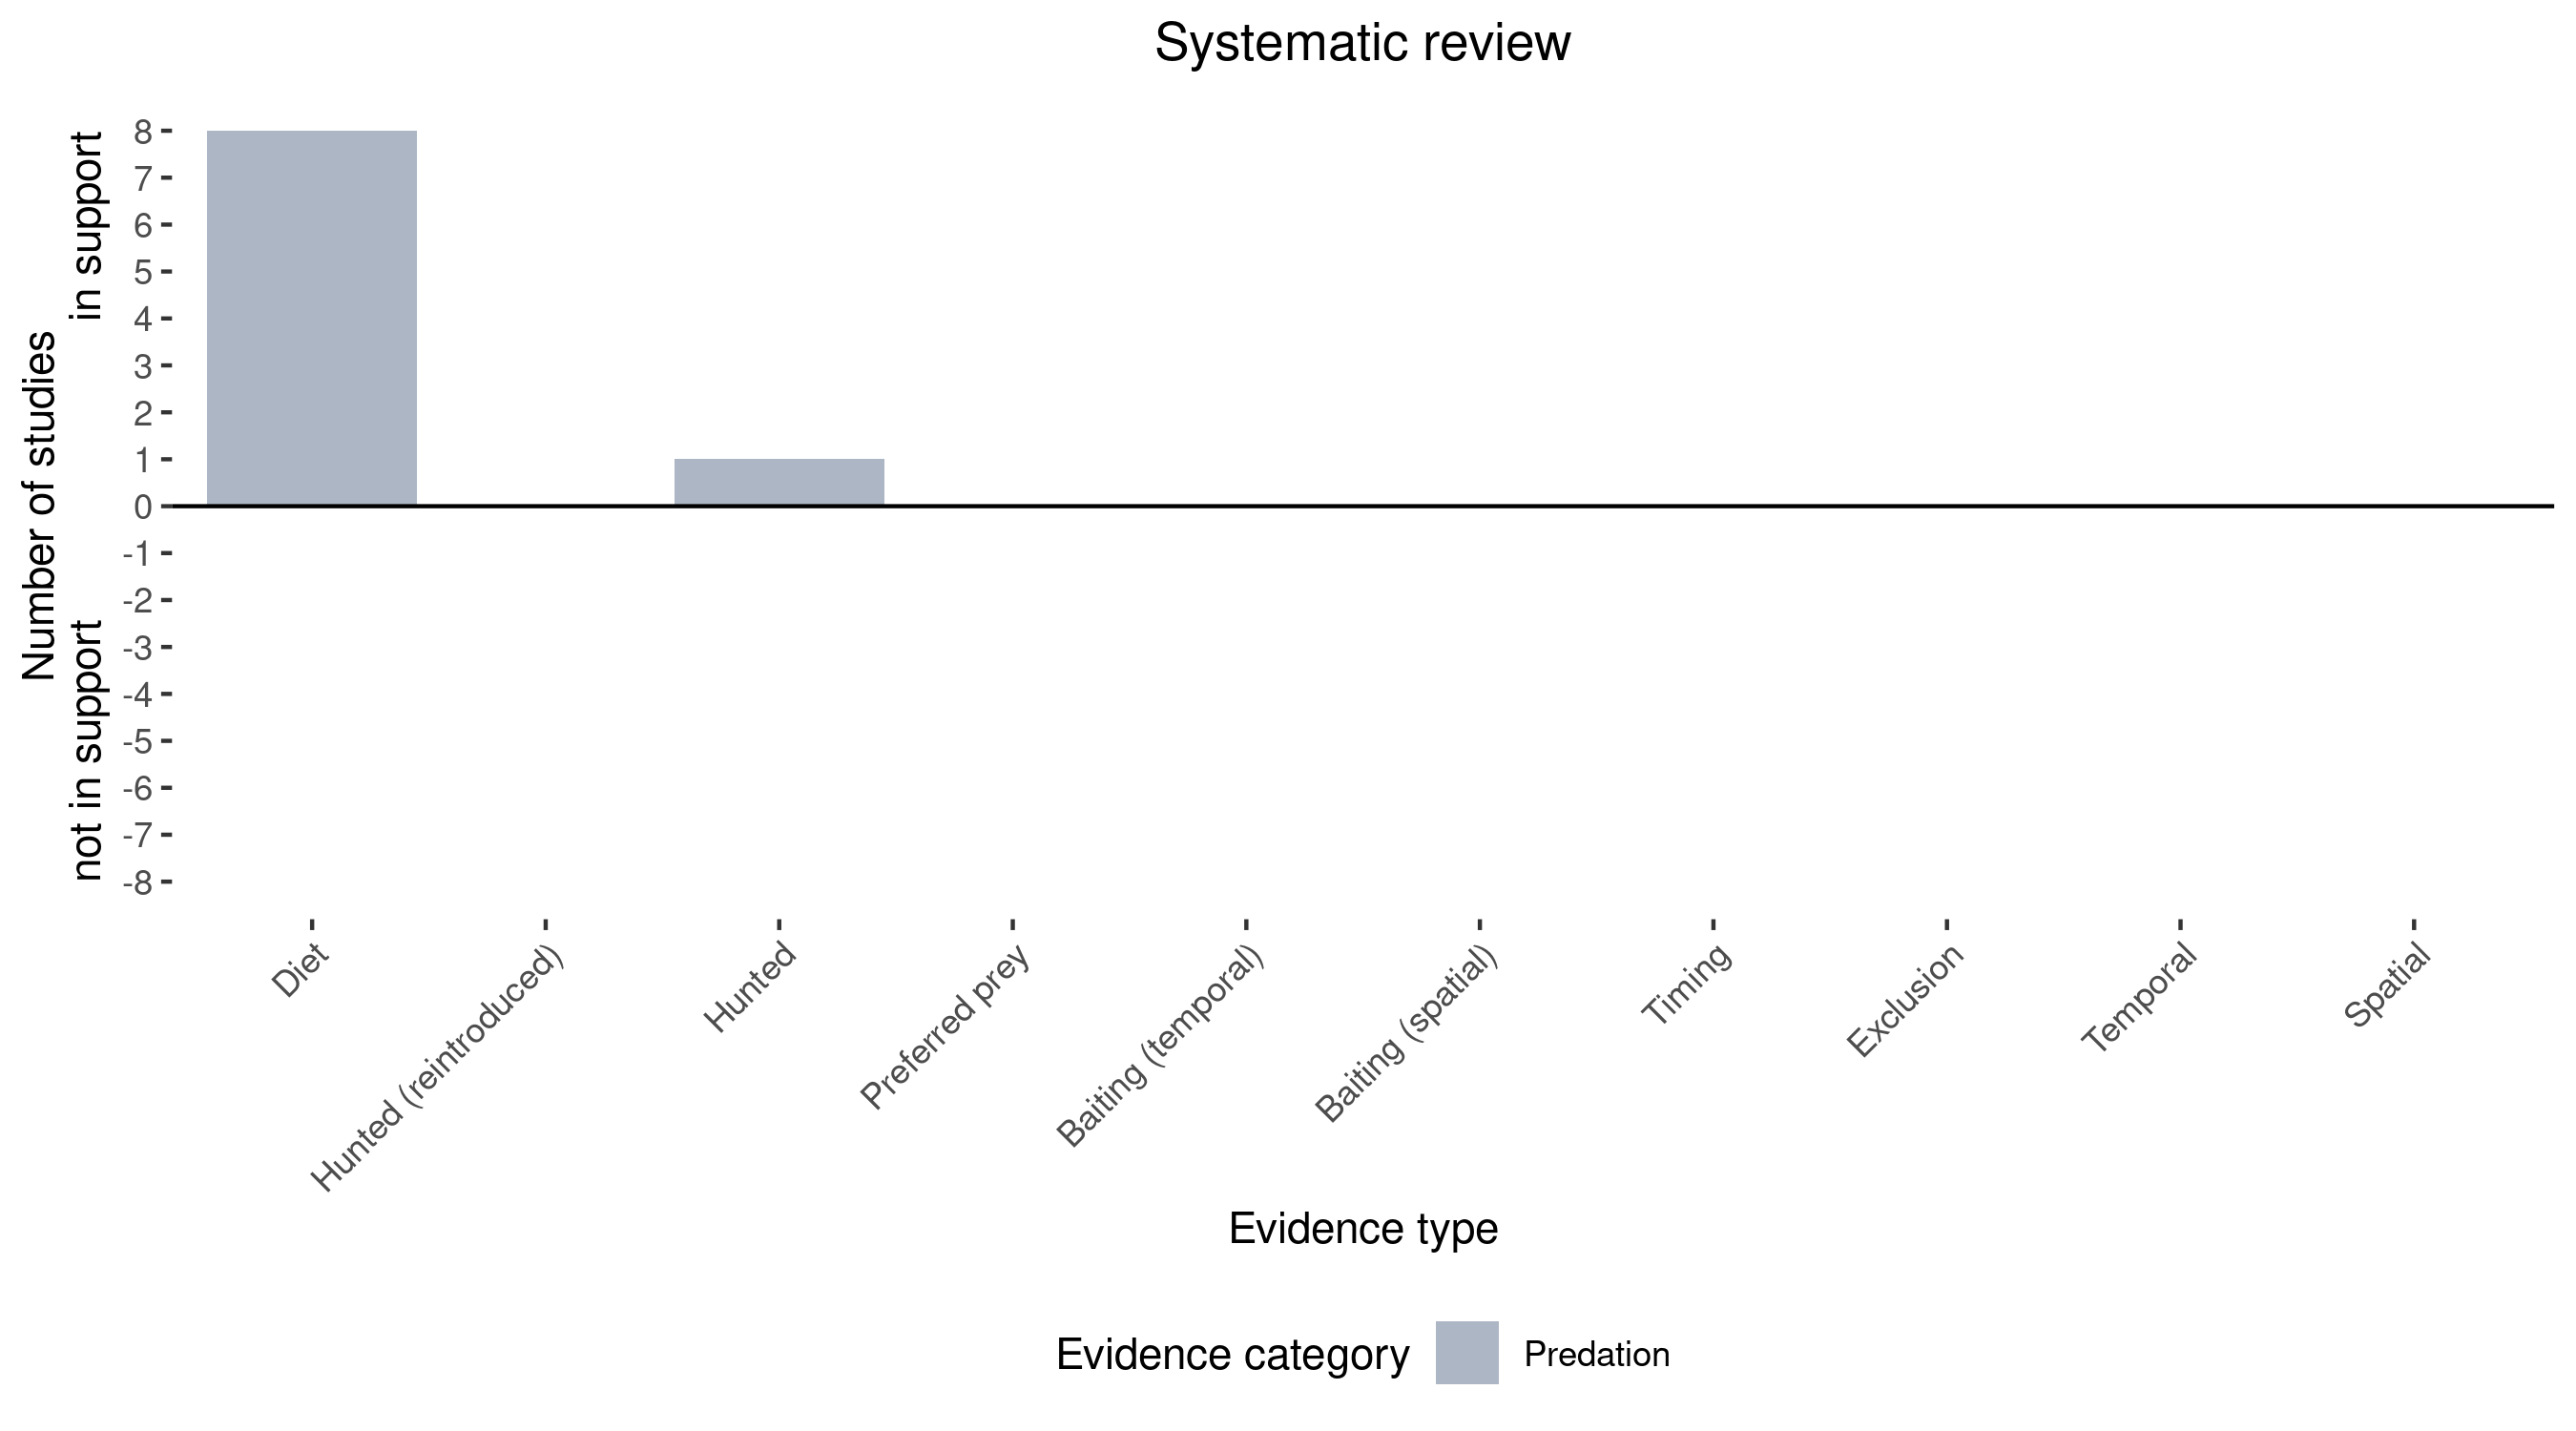 Systematic review
Number of studies
in support
not in support
8
7
6
5
4
3
2
1
0
-1
-2
-3
-4
-5
-6
-7
-8
Diet
Hunted (reintroduced)
Hunted
Preferred prey
Baiting (temporal)
Baiting (spatial)
Timing
Exclusion
Temporal
Spatial
Evidence type
Evidence category
Predation